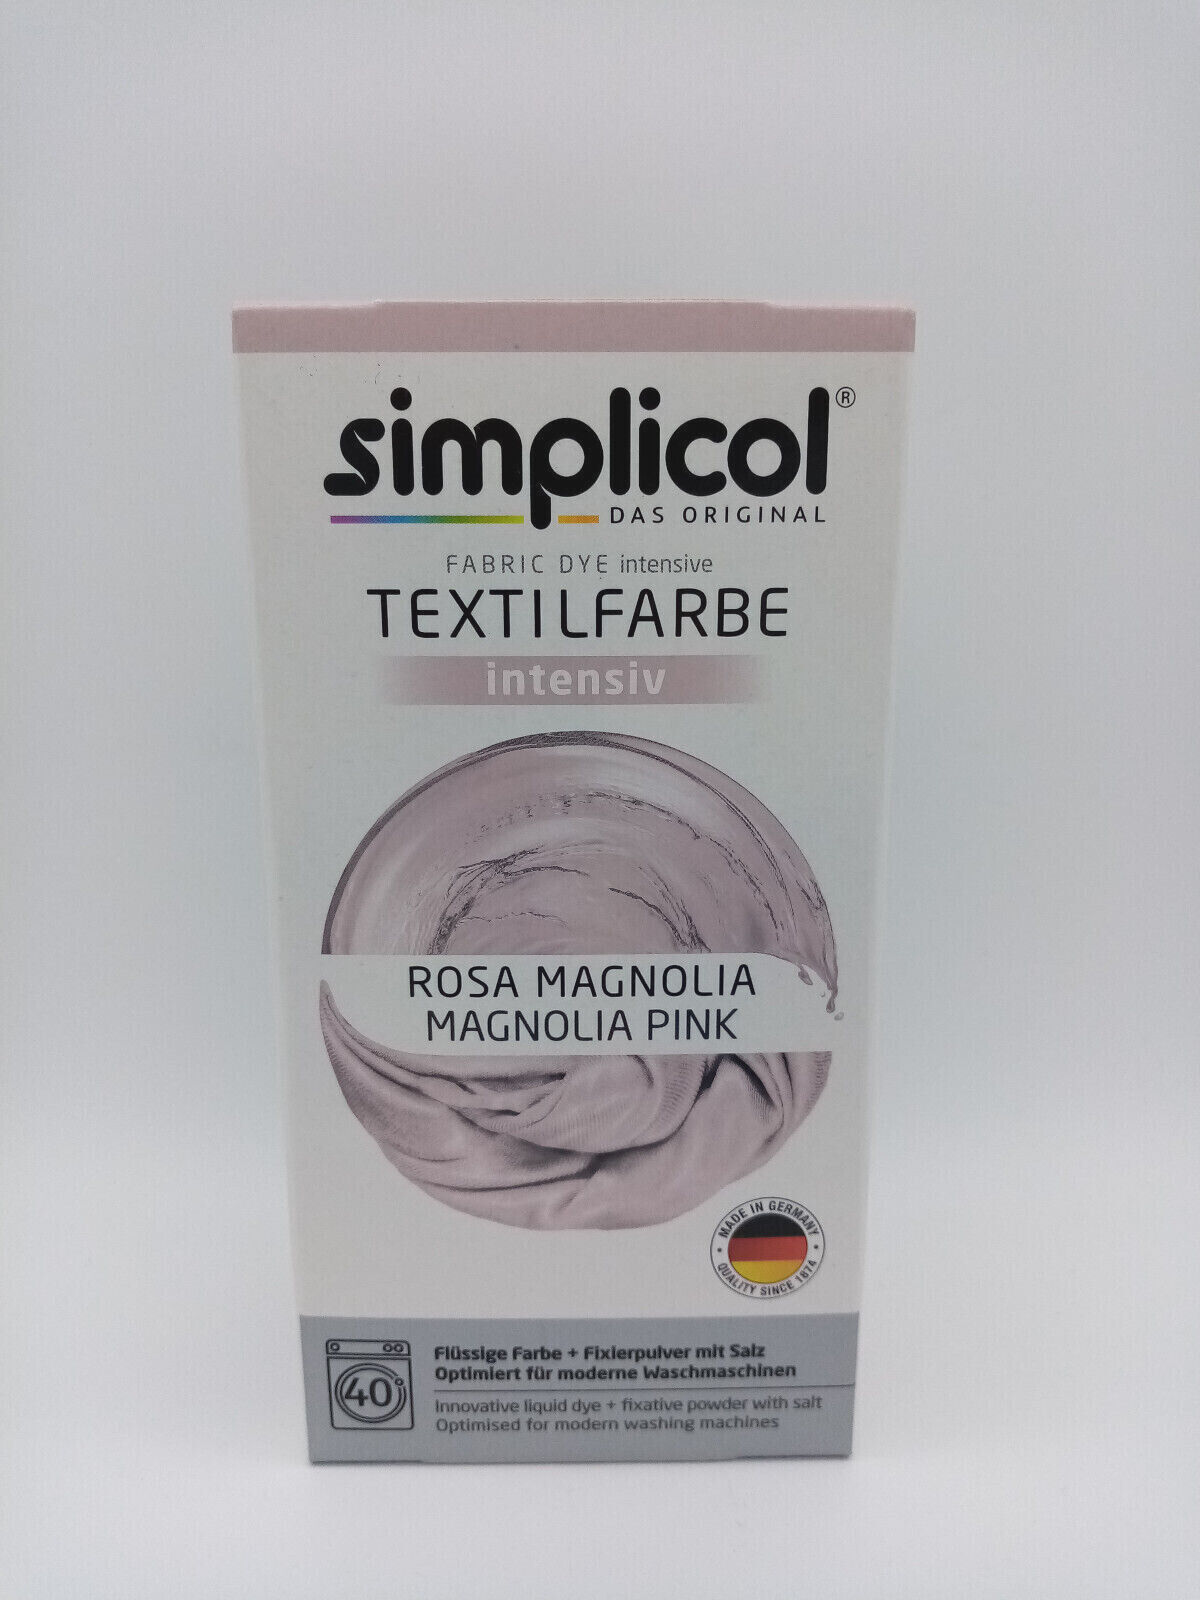 simplicol®
DAS ORIGINAL
FABRIC DYE intensive
TEXTILFARBE
intensiv
ROSA MAGNOLIA
MAGNOLIA PINK
MADE IN GERMANY
QUALITY SINCE 1874
40°
Flüssige Farbe + Fixierpulver mit Salz
Optimiert für moderne Waschmaschinen
Innovative liquid dye + fixative powder with salt
Optimised for modern washing machines